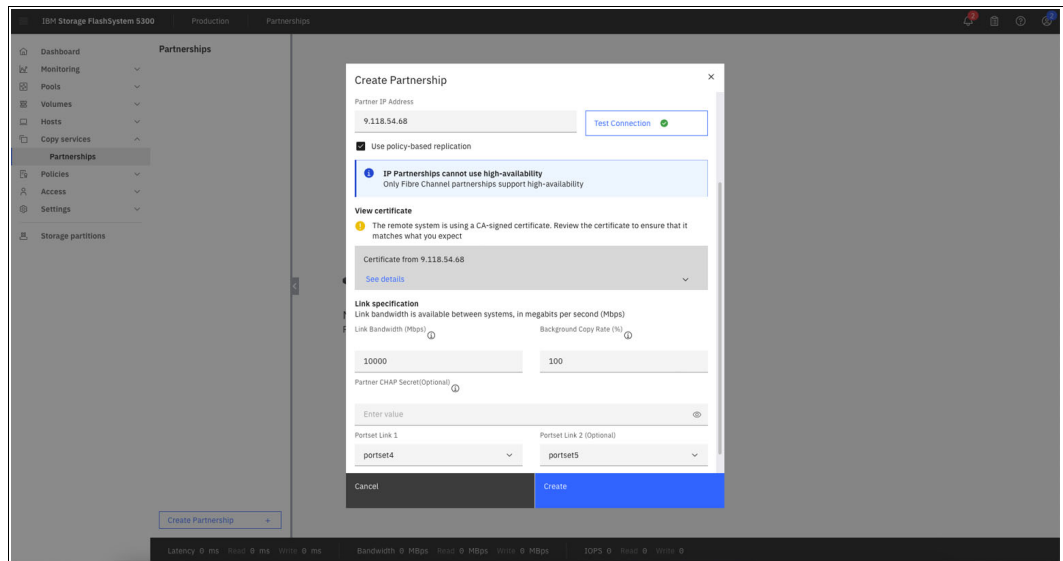 IBM Storage FlashSystem 5300 Production Partnerships
Dashboard
Monitoring
Pools
Volumes
Hosts
Copy services
Partnerships
Policies
Access
Settings
Storage partitions
Partnerships
Create Partnership +
Create Partnership
Partner IP Address
9.118.54.68
Test Connection
Use policy-based replication
IP Partnerships cannot use high-availability
Only Fibre Channel partnerships support high-availability
View certificate
The remote system is using a CA-signed certificate. Review the certificate to ensure that it
matches what you expect
Certificate from 9.118.54.68
See details
Link specification
Link bandwidth is available between systems, in megabits per second (Mbps)
Link Bandwidth (Mbps) Background Copy Rate (%)
10000 100
Partner CHAP Secret(Optional)
Enter value
Portset Link 1 Portset Link 2 (Optional)
portset4 portset5
Cancel Create
Latency 0 ms Read 0 ms Write 0 ms Bandwidth 0 MBps Read 0 MBps Write 0 MBps IOPS 0 Read 0 Write 0